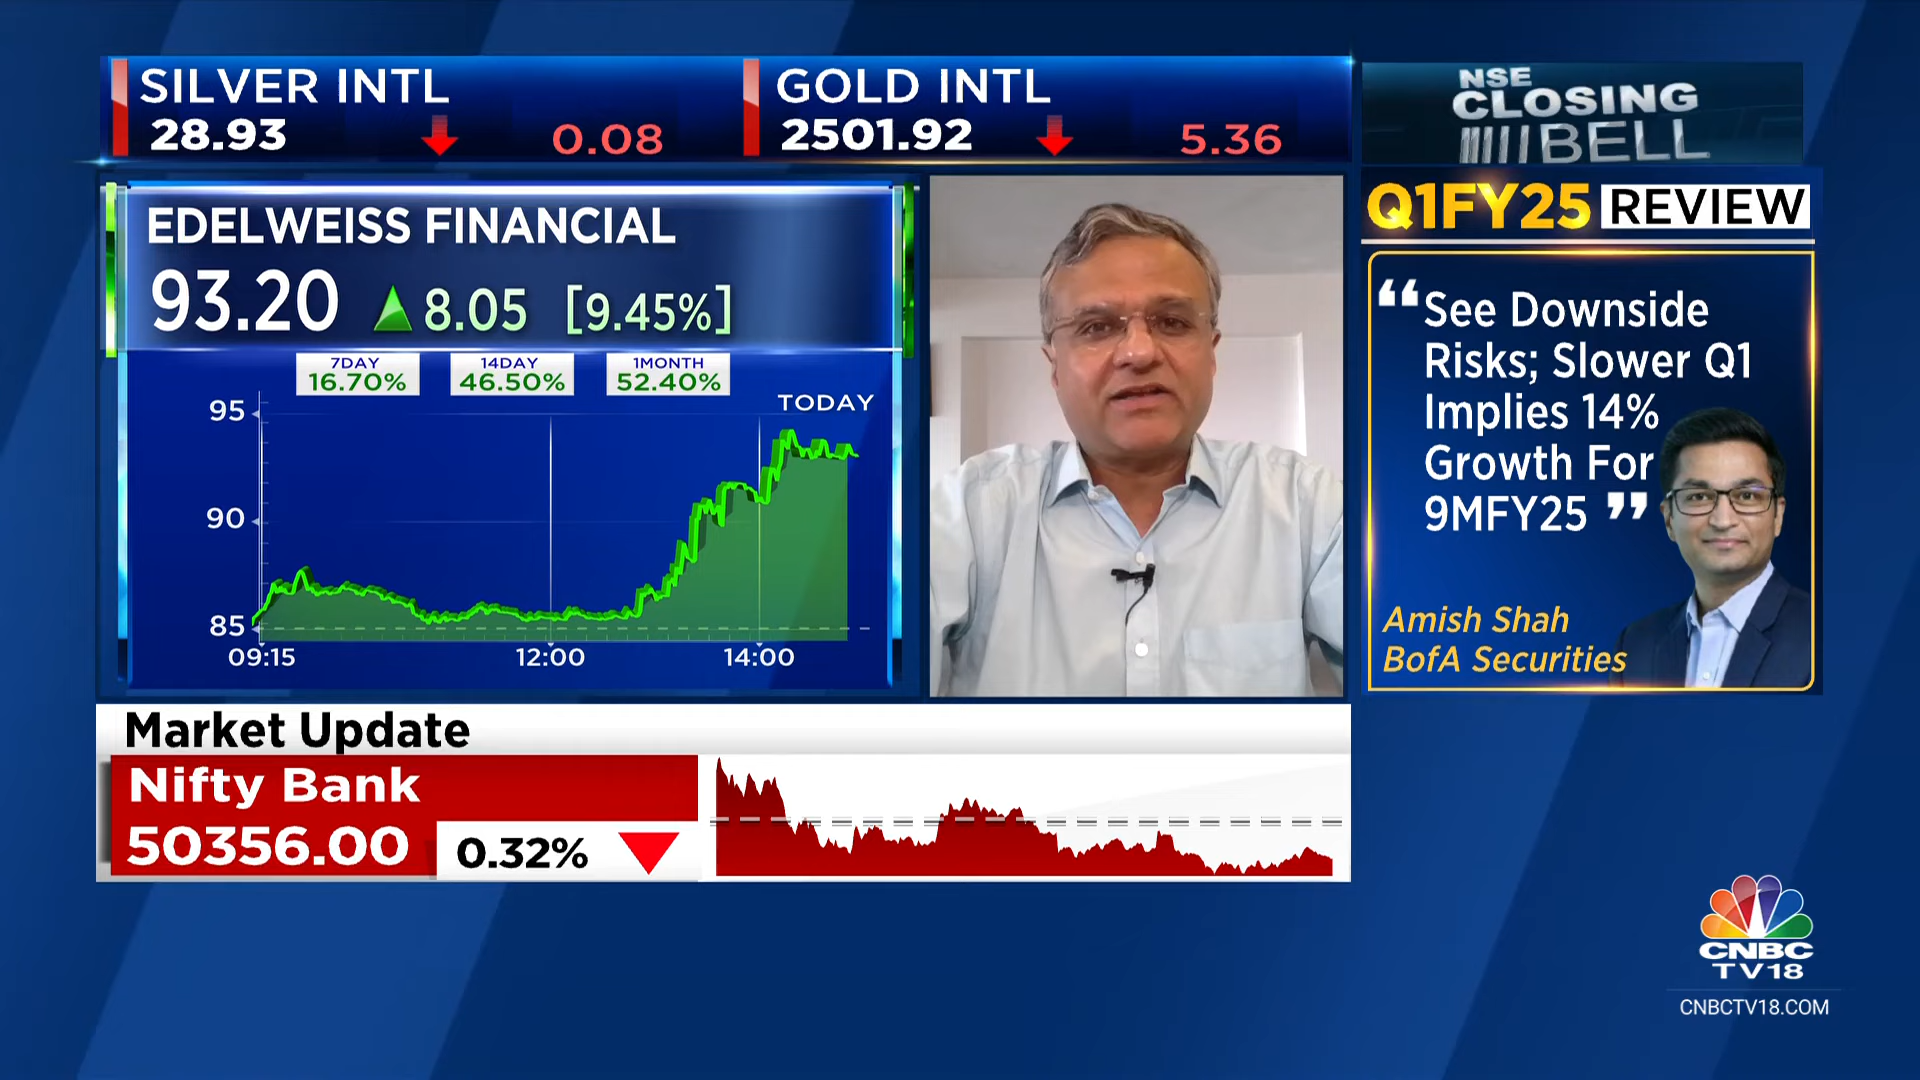 SILVER INTL
28.93 0.08
GOLD INTL
2501.92 5.36
NSE
CLOSING
BELL
EDELWEISS FINANCIAL
93.20 8.05 [9.45%]
7DAY
16.70%
14DAY
46.50%
1MONTH
52.40%
TODAY
95
90
85
09:15 12:00 14:00
Q1FY25 REVIEW
“See Downside
Risks; Slower Q1
Implies 14%
Growth For
9MFY25 ”
Amish Shah
BofA Securities
Market Update
Nifty Bank
50356.00 0.32%
CNBC
TV18
CNBCTV18.COM